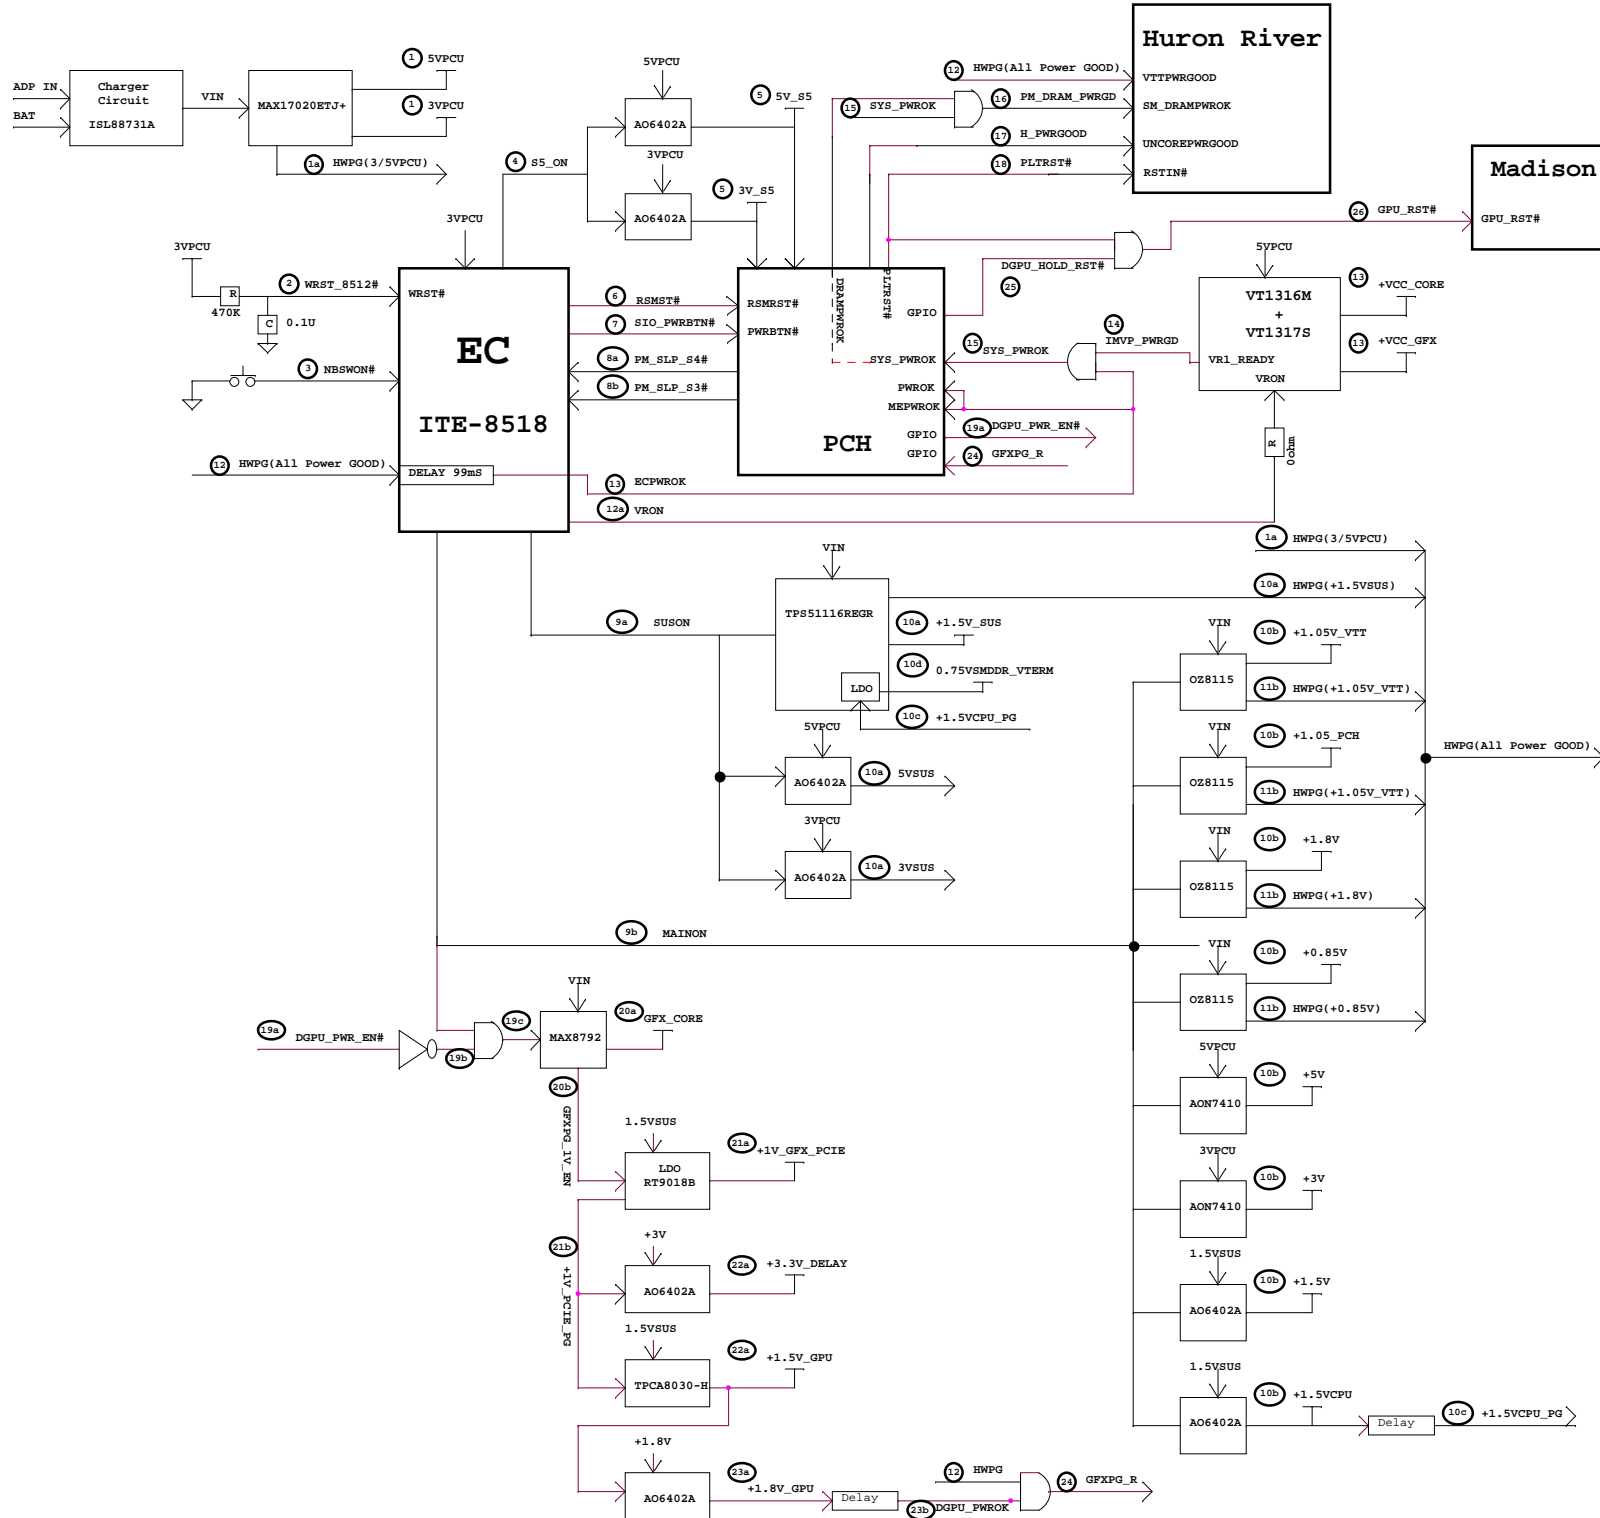 Huron River
12 HWPG(All Power GOOD)
VTTPWRGOOD
15 SYS_PWROK
16 PM_DRAM_PWRGD
SM_DRAMPWROK
17 H_PWRGOOD
UNCOREPWRGOOD
18 PLTRST#
RSTIN#
Madison
26 GPU_RST#
GPU_RST#
ADP IN
BAT
Charger
Circuit
ISL88731A
VIN
MAX17020ETJ+
1 5VPCU
1 3VPCU
1a HWPG(3/5VPCU)
4 S5_ON
5VPCU
AO6402A
5 5V_S5
3VPCU
AO6402A
5 3V_S5
3VPCU
3VPCU
R
470K
2 WRST_8512#
C 0.1U
3 NBSWON#
WRST#
EC
ITE-8518
12 HWPG(All Power GOOD)
DELAY 99mS
6 RSMST#
7 SIO_PWRBTN#
8a PM_SLP_S4#
8b PM_SLP_S3#
13 ECPWROK
12a VRON
RSMRST#
PWRBTN#
DRAMPWROK
PLTRST#
GPIO
SYS_PWROK
PWROK
MEPWROK
GPIO
GPIO
PCH
DGPU_HOLD_RST#
25
15 SYS_PWROK
14
IMVP_PWRGD
19a DGPU_PWR_EN#
24 GFXPG_R
5VPCU
VT1316M
+
VT1317S
VR1_READY
VRON
13
+VCC_CORE
13
+VCC_GFX
R
0ohm
1a HWPG(3/5VPCU)
10a HWPG(+1.5VSUS)
VIN
TPS51116REGR
LDO
9a SUSON
10a +1.5V_SUS
10d 0.75VSMDDR_VTERM
10c +1.5VCPU_PG
5VPCU
AO6402A
10a 5VSUS
3VPCU
AO6402A
10a 3VSUS
VIN
OZ8115
10b +1.05V_VTT
11b HWPG(+1.05V_VTT)
VIN
OZ8115
10b +1.05_PCH
11b HWPG(+1.05V_VTT)
HWPG(All Power GOOD)
VIN
OZ8115
10b +1.8V
11b HWPG(+1.8V)
9b MAINON
VIN
OZ8115
10b +0.85V
11b HWPG(+0.85V)
5VPCU
AON7410
10b +5V
3VPCU
AON7410
10b +3V
1.5VSUS
AO6402A
10b +1.5V
1.5VSUS
AO6402A
10b +1.5VCPU
Delay
10c +1.5VCPU_PG
19a DGPU_PWR_EN#
19b
19c
VIN
MAX8792
20a GFX_CORE
20b
GFXPG_1V_EN
1.5VSUS
LDO
RT9018B
21a
+1V_GFX_PCIE
21b
+1V_PCIE_PG
+3V
AO6402A
22a +3.3V_DELAY
1.5VSUS
TPCA8030-H
22a
+1.5V_GPU
+1.8V
AO6402A
23a
+1.8V_GPU
Delay
23b DGPU_PWROK
12 HWPG
24 GFXPG_R